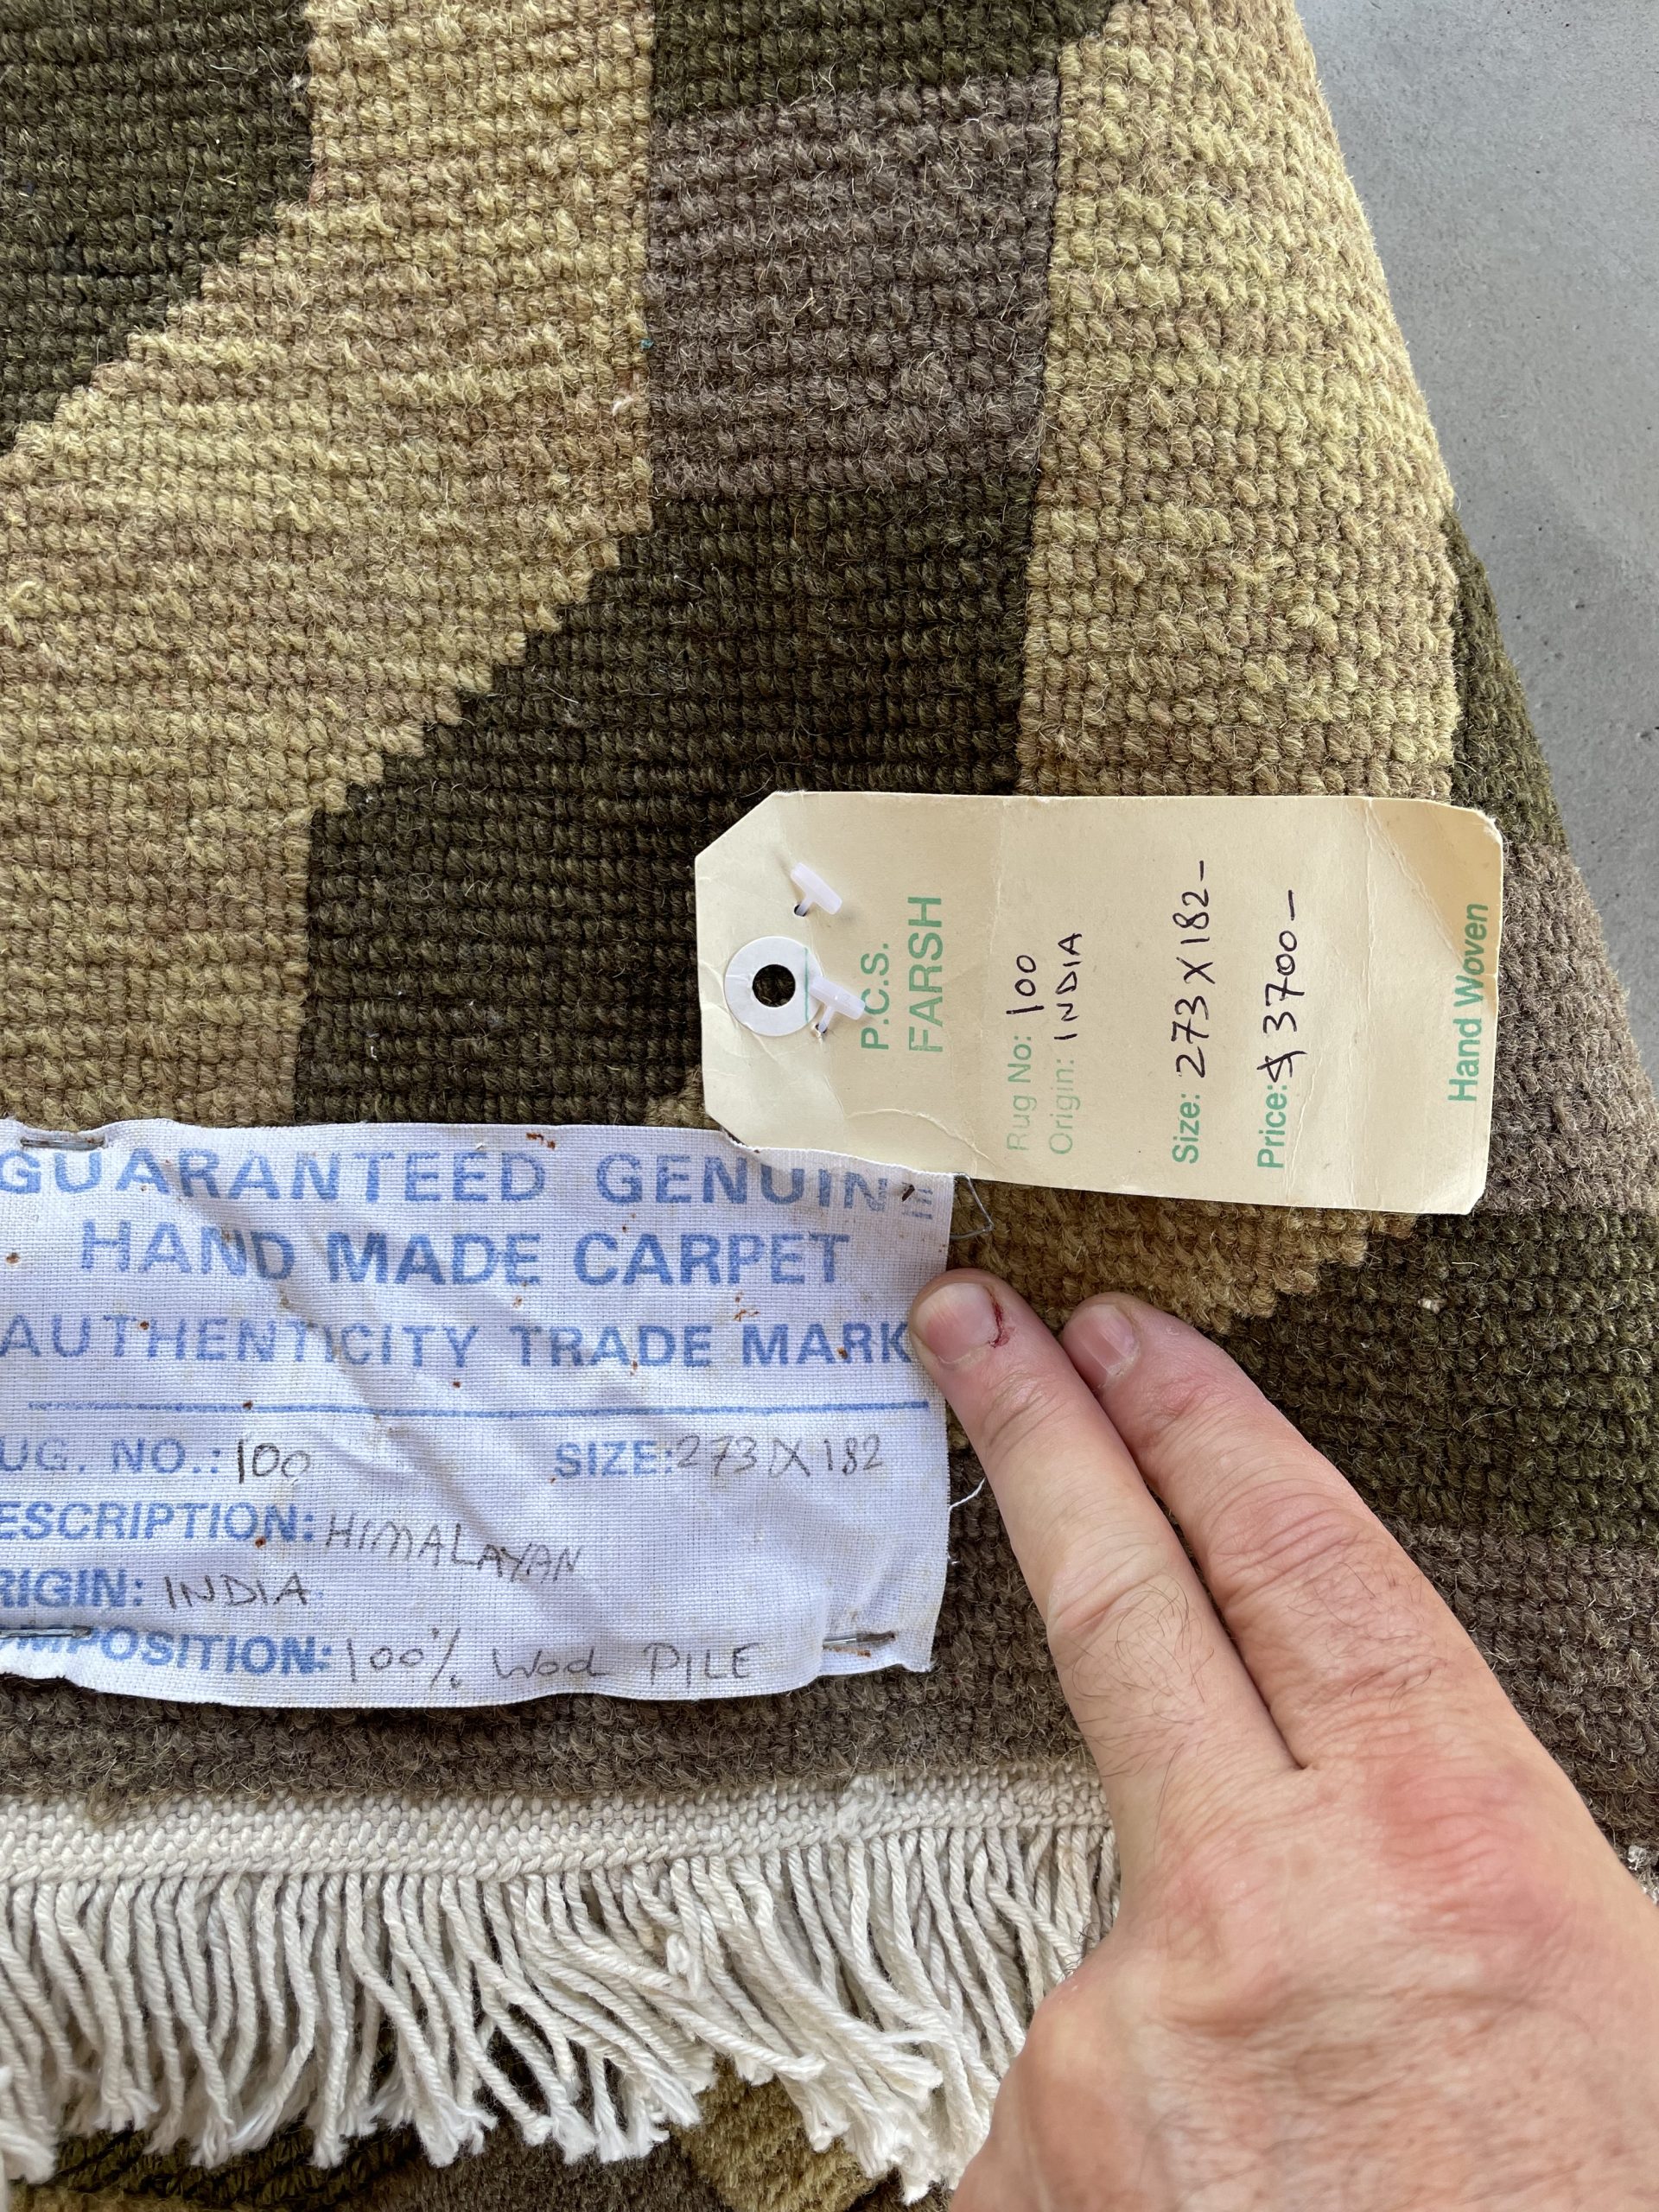 P.C.S.
FARSH
Rug No: 100
Origin: INDIA
Size: 273 X 182-
Price: $ 3700-
Hand Woven
GUARANTEED GENUINE
HAND MADE CARPET
AUTHENTICITY TRADE MARK
UG. NO.: 100 SIZE: 273 X 182
ESCRIPTION: HIMALAYAN
RIGIN: INDIA
OMPOSITION: 100% Wool PILE